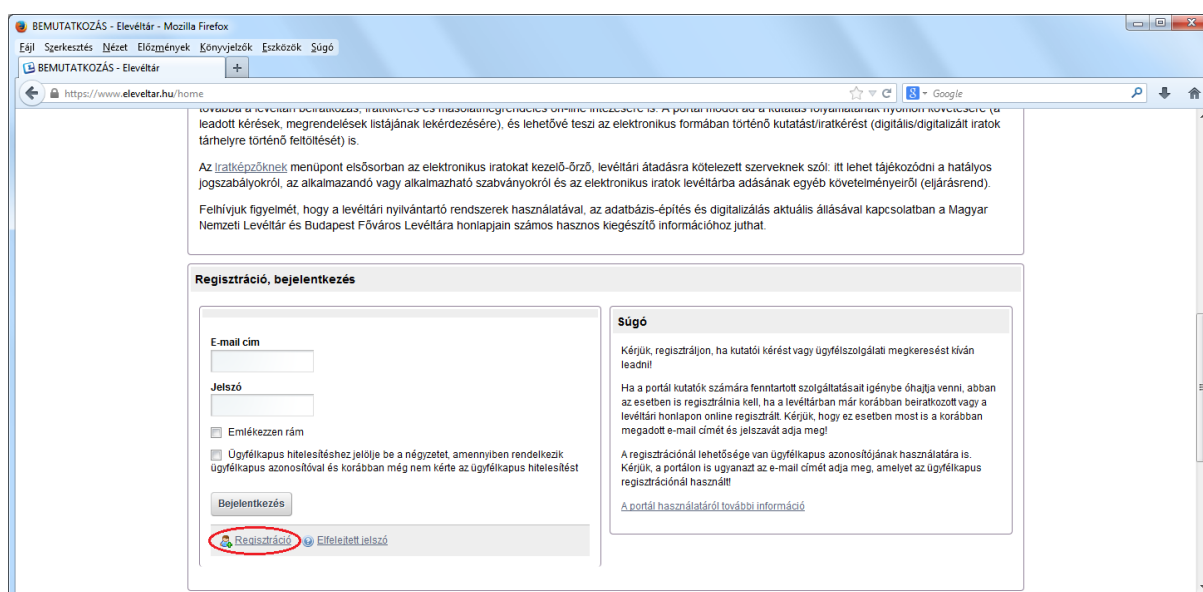 BEMUTATKOZÁS - Elevéltár - Mozilla Firefox
Fájl Szerkesztés Nézet Előzmények Könyvjelzők Eszközök Súgó
BEMUTATKOZÁS - Elevéltár
https://www.eleveltar.hu/home
Google
továbbá a levéltári beiratkozás, iratkikérés és másolatmegrendelés on-line intézésére is. A portál módot ad a kutatás folyamatának nyomon követésére (a
leadott kérések, megrendelések listájának lekérdezésére), és lehetővé teszi az elektronikus formában történő kutatást/iratkérést (digitális/digitalizált iratok
tárhelyre történő feltöltését) is.
Az Iratképzőknek menüpont elsősorban az elektronikus iratokat kezelő-őrző, levéltári átadásra kötelezett szerveknek szól: itt lehet tájékozódni a hatályos
jogszabályokról, az alkalmazandó vagy alkalmazható szabványokról és az elektronikus iratok levéltárba adásának egyéb követelményeiről (eljárásrend).
Felhívjuk figyelmét, hogy a levéltári nyilvántartó rendszerek használatával, az adatbázis-építés és digitalizálás aktuális állásával kapcsolatban a Magyar
Nemzeti Levéltár és Budapest Főváros Levéltára honlapjain számos hasznos kiegészítő információhoz juthat.
Regisztráció, bejelentkezés
E-mail cím
Jelszó
Emlékezzen rám
Ügyfélkapus hitelesítéshez jelölje be a négyzetet, amennyiben rendelkezik
ügyfélkapus azonosítóval és korábban még nem kérte az ügyfélkapus hitelesítést
Bejelentkezés
Regisztráció
Elfelejtett jelszó
Súgó
Kérjük, regisztráljon, ha kutatói kérést vagy ügyfélszolgálati megkeresést kíván
leadni!
Ha a portál kutatók számára fenntartott szolgáltatásait igénybe óhajtja venni, abban
az esetben is regisztrálnia kell, ha a levéltárban már korábban beiratkozott vagy a
levéltári honlapon online regisztrált. Kérjük, hogy ez esetben most is a korábban
megadott e-mail címét és jelszavát adja meg!
A regisztrációnál lehetősége van ügyfélkapus azonosítójának használatára is.
Kérjük, a portálon is ugyanazt az e-mail címét adja meg, amelyet az ügyfélkapus
regisztrációnál használt!
A portál használatáról további információ